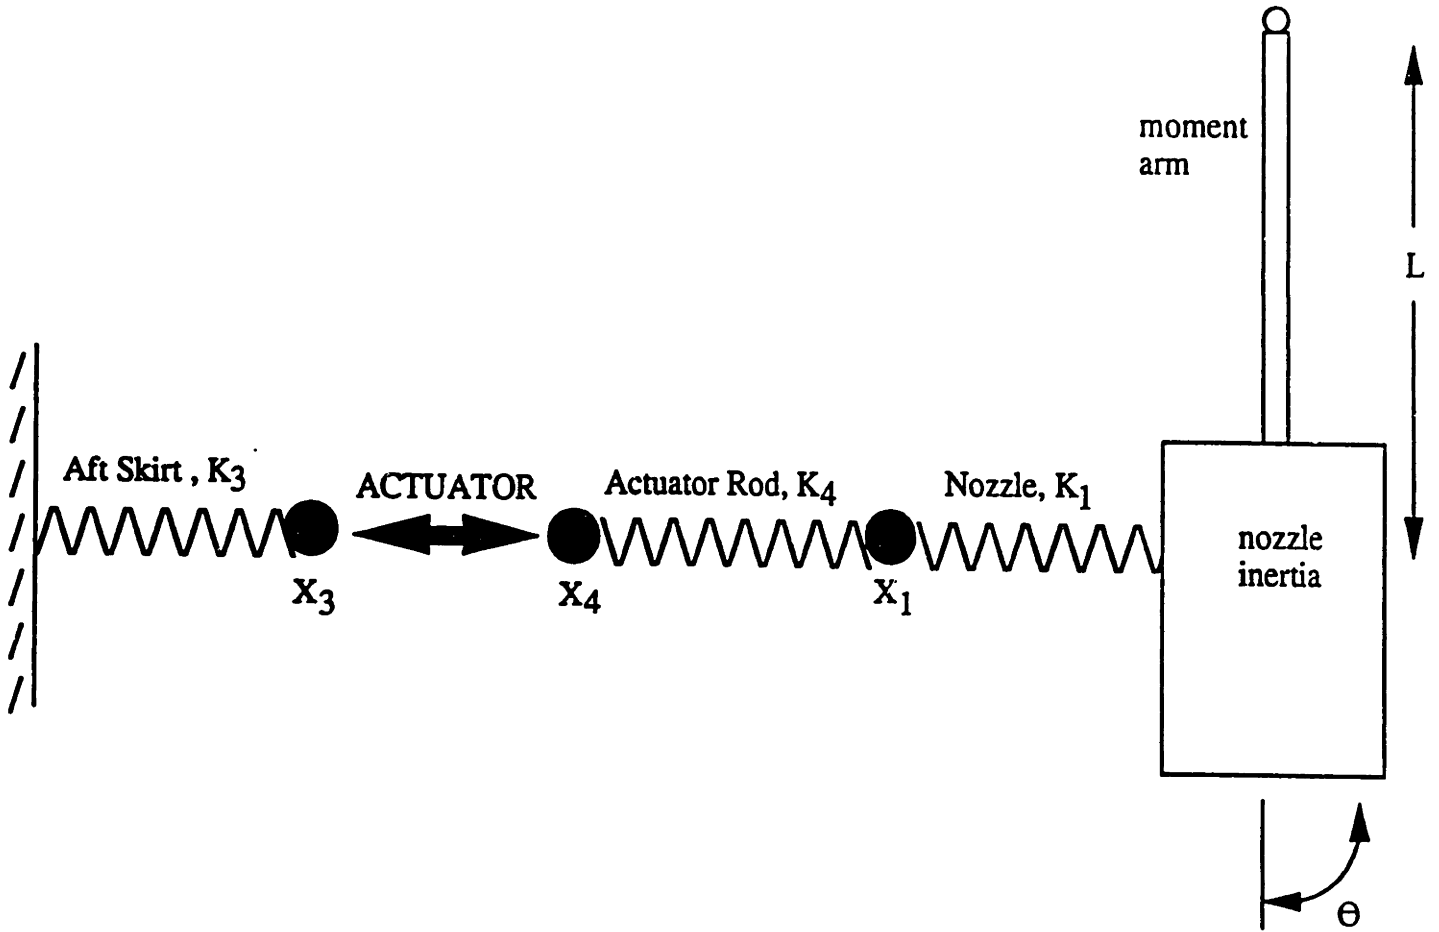 moment
arm
L
Aft Skirt , K3
ACTUATOR
Actuator Rod, K4
Nozzle, K1
nozzle
inertia
X3
X4
X1
Θ